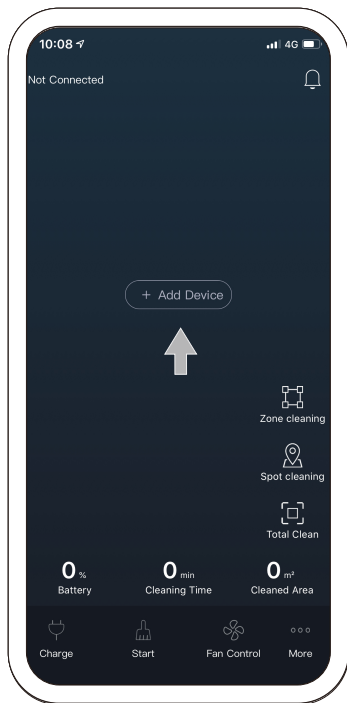 10:08 4G
Not Connected
+ Add Device
Zone cleaning
Spot cleaning
Total Clean
0 % 0 min 0 m²
Battery Cleaning Time Cleaned Area
Charge Start Fan Control More